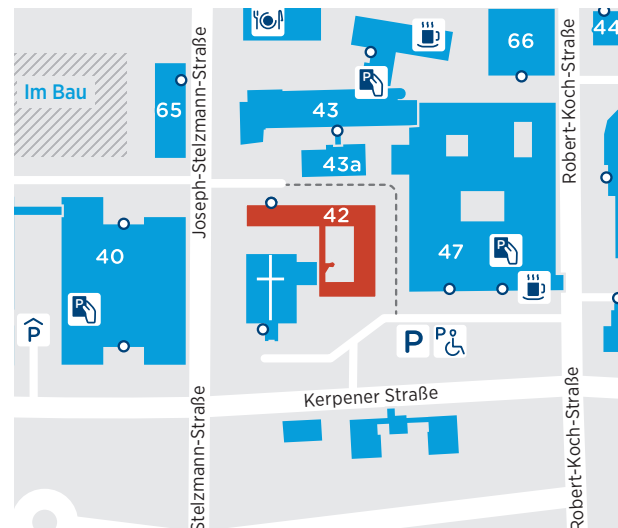 66
44
Im Bau
65
43
43a
42
40
47
P
P
P
P
P
P
Joseph-Stelzmann-Straße
Robert-Koch-Straße
Kerpener Straße
Stelzmann-Straße
Robert-Koch-Straße